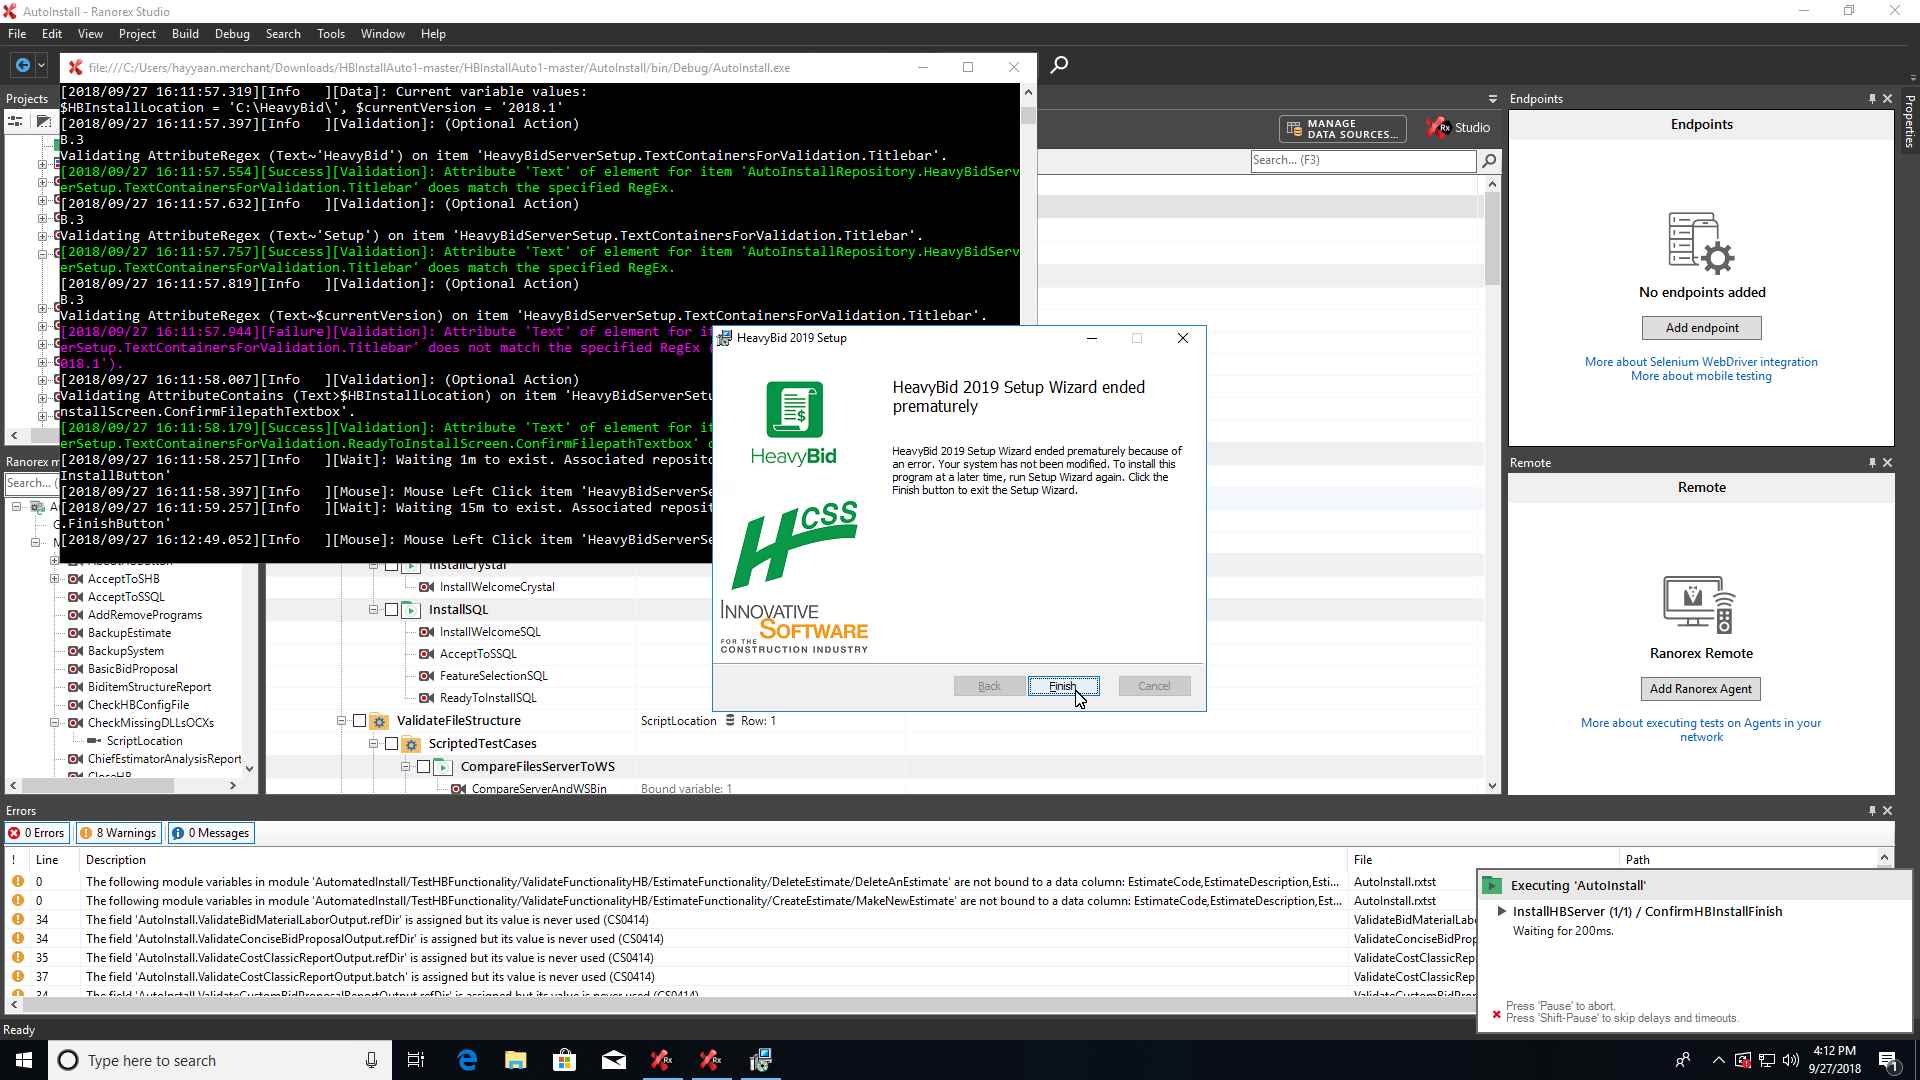 AutoInstall - Ranorex Studio
File Edit View Project Build Debug Search Tools Window Help
file:///C:/Users/hayyaan.merchant/Downloads/HBInstallAuto1-master/HBInstallAuto1-master/AutoInstall/bin/Debug/AutoInstall.exe
Projects
[2018/09/27 16:11:57.319][Info   ][Data]: Current variable values:
$HBInstallLocation = 'C:\HeavyBid\', $currentVersion = '2018.1'
[2018/09/27 16:11:57.397][Info   ][Validation]: (Optional Action)
B.3
Validating AttributeRegex (Text~'HeavyBid') on item 'HeavyBidServerSetup.TextContainersForValidation.Titlebar'.
[2018/09/27 16:11:57.554][Success][Validation]: Attribute 'Text' of element for item 'AutoInstallRepository.HeavyBidServ
erSetup.TextContainersForValidation.Titlebar' does match the specified RegEx.
[2018/09/27 16:11:57.632][Info   ][Validation]: (Optional Action)
B.3
Validating AttributeRegex (Text~'Setup') on item 'HeavyBidServerSetup.TextContainersForValidation.Titlebar'.
[2018/09/27 16:11:57.757][Success][Validation]: Attribute 'Text' of element for item 'AutoInstallRepository.HeavyBidServ
erSetup.TextContainersForValidation.Titlebar' does match the specified RegEx.
[2018/09/27 16:11:57.819][Info   ][Validation]: (Optional Action)
B.3
Validating AttributeRegex (Text~$currentVersion) on item 'HeavyBidServerSetup.TextContainersForValidation.Titlebar'.
[2018/09/27 16:11:57.944][Failure][Validation]: Attribute 'Text' of element for it
erSetup.TextContainersForValidation.Titlebar' does not match the specified RegEx (
018.1').
[2018/09/27 16:11:58.007][Info   ][Validation]: (Optional Action)
Validating AttributeContains (Text>$HBInstallLocation) on item 'HeavyBidServerSetu
nstallScreen.ConfirmFilepathTextbox'.
[2018/09/27 16:11:58.179][Success][Validation]: Attribute 'Text' of element for it
erSetup.TextContainersForValidation.ReadyToInstallScreen.ConfirmFilepathTextbox'
[2018/09/27 16:11:58.257][Info   ][Wait]: Waiting 1m to exist. Associated reposito
InstallButton'
[2018/09/27 16:11:58.397][Info   ][Mouse]: Mouse Left Click item 'HeavyBidServerSe
[2018/09/27 16:11:59.257][Info   ][Wait]: Waiting 15m to exist. Associated reposit
.FinishButton'
[2018/09/27 16:12:49.052][Info   ][Mouse]: Mouse Left Click item 'HeavyBidServerSe
MANAGE
DATA SOURCES...
Rx Studio
Search... (F3)
Endpoints
Properties
Endpoints
No endpoints added
Add endpoint
More about Selenium WebDriver integration
More about mobile testing
Remote
Remote
Ranorex Remote
Add Ranorex Agent
More about executing tests on Agents in your
network
HeavyBid 2019 Setup
HeavyBid 2019 Setup Wizard ended
prematurely
HeavyBid 2019 Setup Wizard ended prematurely because of
an error. Your system has not been modified. To install this
program at a later time, run Setup Wizard again. Click the
Finish button to exit the Setup Wizard.
HeavyBid
HCSS
INNOVATIVE
SOFTWARE
FOR THE
CONSTRUCTION INDUSTRY
Back Finish Cancel
Ranorex m
Search... (
AcceptToSHB
AcceptToSSQL
AddRemovePrograms
BackupEstimate
BackupSystem
BasicBidProposal
BiditemStructureReport
CheckHBConfigFile
CheckMissingDLLsOCXs
ScriptLocation
ChiefEstimatorAnalysisReport
CloseHB
InstallCrystal
InstallWelcomeCrystal
InstallSQL
InstallWelcomeSQL
AcceptToSSQL
FeatureSelectionSQL
ReadyToInstallSQL
ValidateFileStructure ScriptLocation Row: 1
ScriptedTestCases
CompareFilesServerToWS
CompareServerAndWSBin Bound variable: 1
Errors
0 Errors 8 Warnings 0 Messages
! Line Description File Path
0 The following module variables in module 'AutomatedInstall/TestHBFunctionality/ValidateFunctionalityHB/EstimateFunctionality/DeleteEstimate/DeleteAnEstimate' are not bound to a data column: EstimateCode,EstimateDescription,Esti... AutoInstall.rxtst
0 The following module variables in module 'AutomatedInstall/TestHBFunctionality/ValidateFunctionalityHB/EstimateFunctionality/CreateEstimate/MakeNewEstimate' are not bound to a data column: EstimateCode,EstimateDescription,Est... AutoInstall.rxtst
34 The field 'AutoInstall.ValidateBidMaterialLaborOutput.refDir' is assigned but its value is never used (CS0414) ValidateBidMaterialLabo
34 The field 'AutoInstall.ValidateConciseBidProposalOutput.refDir' is assigned but its value is never used (CS0414) ValidateConciseBidProp
35 The field 'AutoInstall.ValidateCostClassicReportOutput.refDir' is assigned but its value is never used (CS0414) ValidateCostClassicRep
37 The field 'AutoInstall.ValidateCostClassicReportOutput.batch' is assigned but its value is never used (CS0414) ValidateCostClassicRep
34 The field 'AutoInstall.ValidateCustomBidProposalReportOutput.refDir' is assigned but its value is never used (CS0414) ValidateCustomBidProp
Executing 'AutoInstall'
InstallHBServer (1/1) / ConfirmHBInstallFinish
Waiting for 200ms.
Press 'Pause' to abort.
Press 'Shift-Pause' to skip delays and timeouts.
Ready
Type here to search
4:12 PM
9/27/2018
1